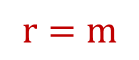 r = m